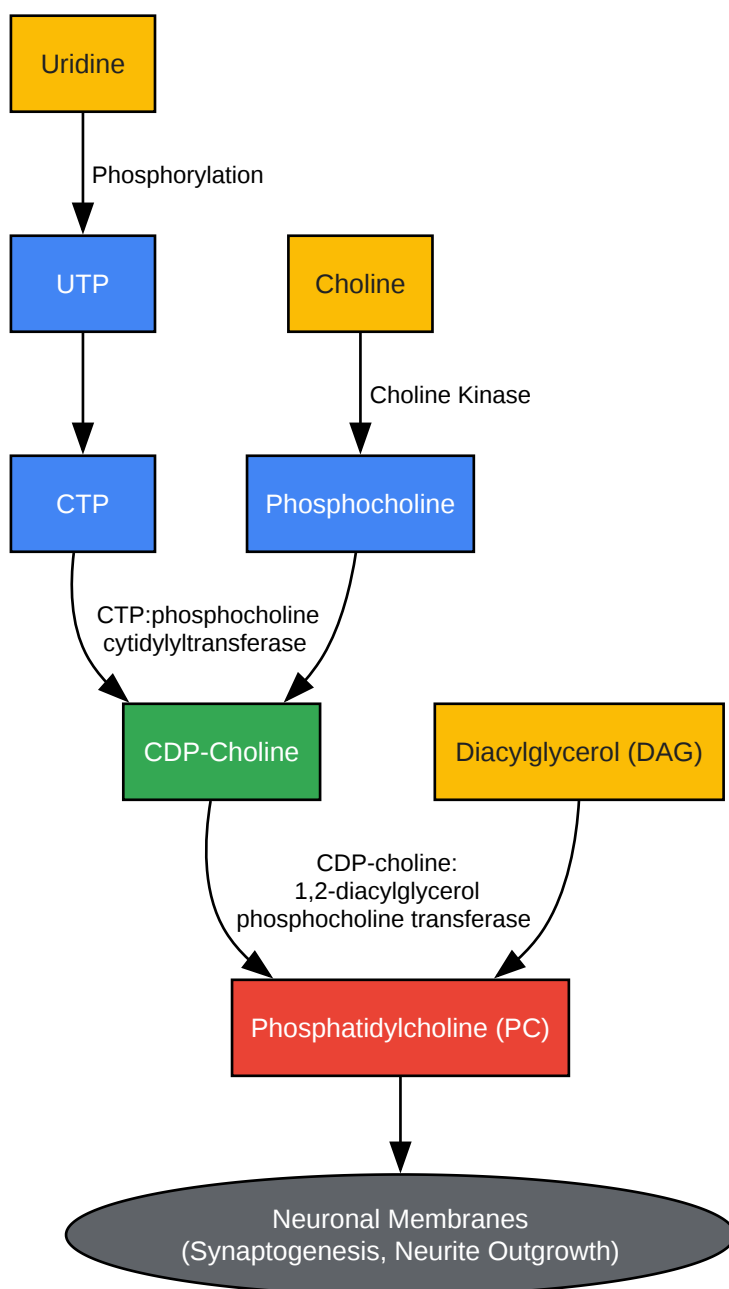 Uridine
Phosphorylation
UTP
Choline
Choline Kinase
CTP
Phosphocholine
CTP:phosphocholine
cytidylyltransferase
CDP-Choline
Diacylglycerol (DAG)
CDP-choline:
1,2-diacylglycerol
phosphocholine transferase
Phosphatidylcholine (PC)
Neuronal Membranes
(Synaptogenesis, Neurite Outgrowth)